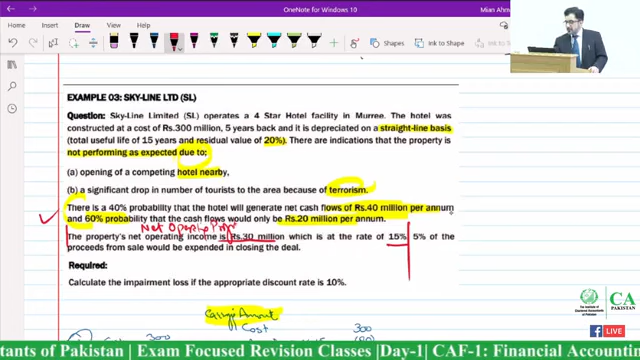 OneNote for Windows 10
Mian Ahm
Draw
View
Help
Shapes
Ink to Shape
EXAMPLE 03: SKY-LINE LTD (SL)
Question: Sky-Line Limited (SL) operates a 4 Star Hotel facility in Murree. The hotel was
constructed at a cost of Rs.300 million, 5 years back and it is depreciated on a straight-line basis
(total useful life of 15 years and residual value of 20%). There are indications that the property is
not performing as expected due to;
(a) opening of a competing hotel nearby,
(b) a significant drop in number of tourists to the area because of terrorism.
There is a 40% probability that the hotel will generate net cash flows of Rs.40 million per annum
and 60% probability that the cash flows would only be Rs.20 million per annum.
Net Operating Profit
The property's net operating income is Rs.30 million which is at the rate of 15% 5% of the
proceeds from sale would be expended in closing the deal.
Required:
Calculate the impairment loss if the appropriate discount rate is 10%.
Carrying Amount
Cost 300
300
LIVE
CA
PAKISTAN
tants of Pakistan | Exam Focused Revision Classes |Day-1| CAF-1: Financial Accountin